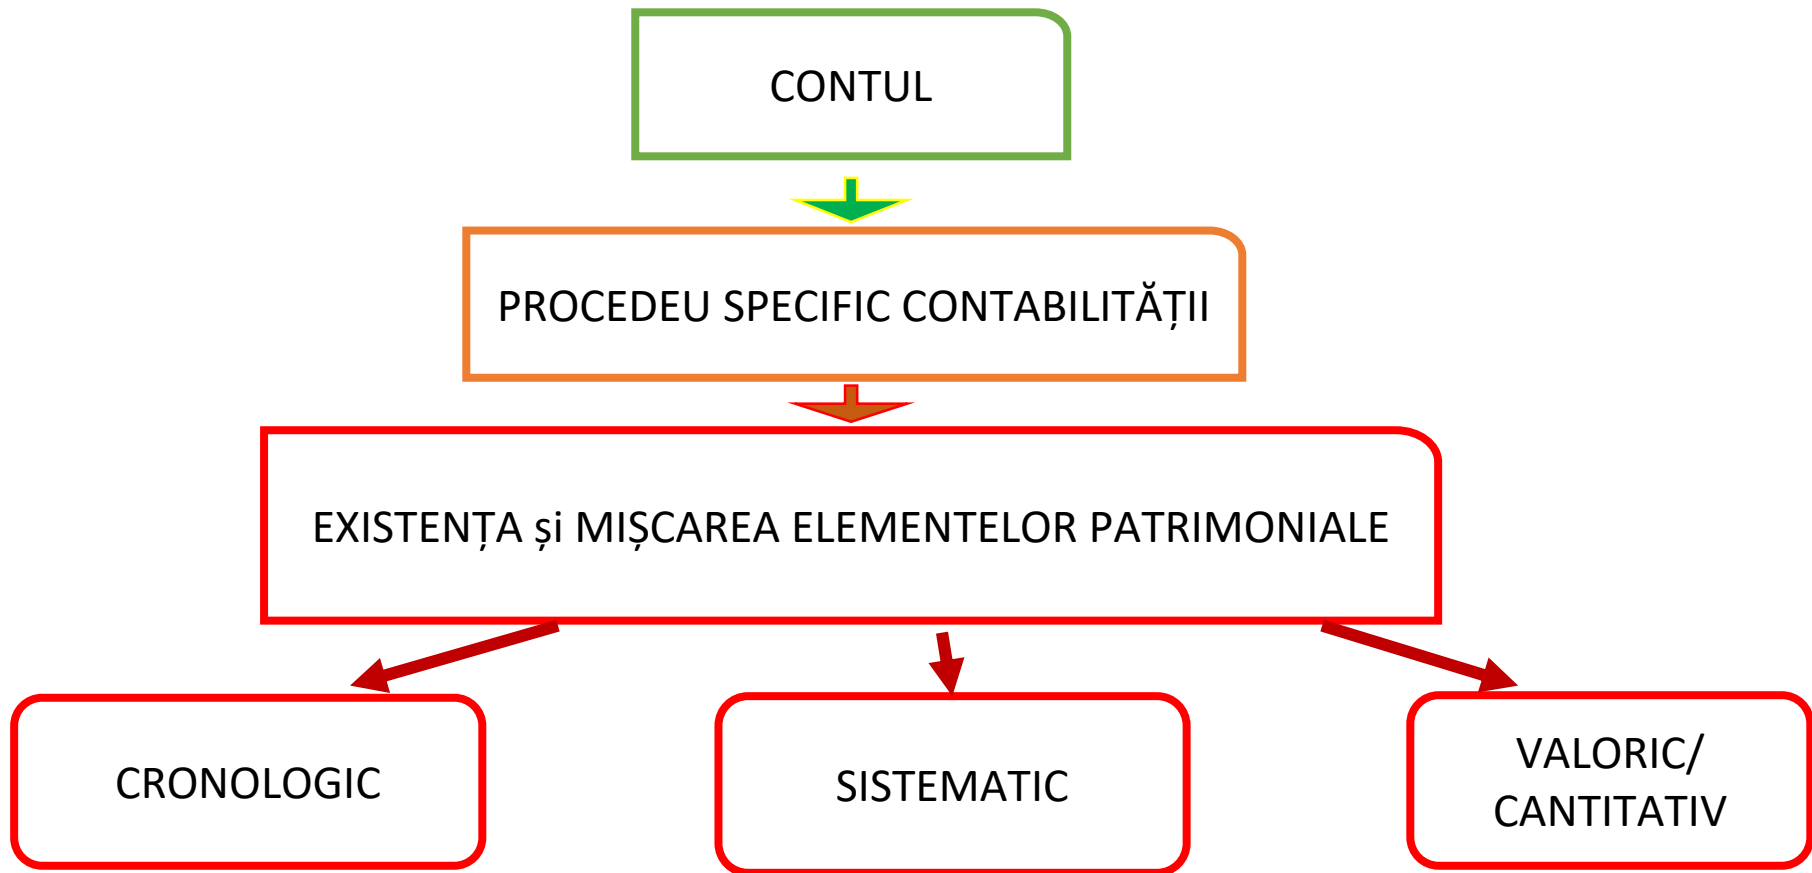 CONTUL
PROCEDEU SPECIFIC CONTABILITĂȚII
EXISTENȚA și MIȘCAREA ELEMENTELOR PATRIMONIALE
CRONOLOGIC
SISTEMATIC
VALORIC/
CANTITATIV